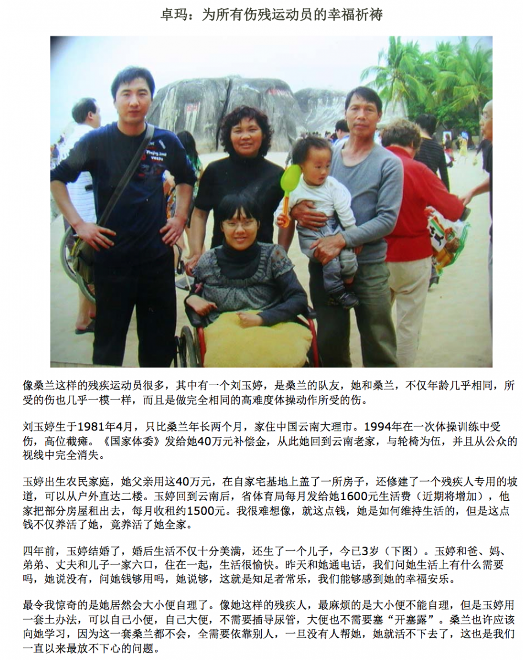 卓玛：为所有伤残运动员的幸福祈祷
像桑兰这样的残疾运动员很多，其中有一个刘玉婷，是桑兰的队友，她和桑兰，不仅年龄几乎相同，所
受的伤也几乎一模一样，而且是做完全相同的高难度体操动作所受的伤。
刘玉婷生于1981年4月，只比桑兰年长两个月，家住中国云南大理市。1994年在一次体操训练中受
伤，高位截瘫。《国家体委》发给她40万元补偿金，从此她回到云南老家，与轮椅为伍，并且从公众的
视线中完全消失。
玉婷出生农民家庭，她父亲用这40万元，在自家宅基地上盖了一所房子，还修建了一个残疾人专用的坡
道，可以从户外直达二楼。玉婷回到云南后，省体育局每月发给她1600元生活费（近期将增加），他
家把部分房屋租出去，每月收租约1500元。我很难想像，就这点钱，她是如何维持生活的，但是这点
钱不仅养活了她，竟养活了她全家。
四年前，玉婷结婚了，婚后生活不仅十分美满，还生了一个儿子，今已3岁（下图）。玉婷和爸、妈、
弟弟、丈夫和儿子一家六口，住在一起，生活很愉快。昨天和她通电话，我们问她生活上有什么需要
吗，她说没有，问她钱够用吗，她说够，这就是知足者常乐，我们能够感到她的幸福安乐。
最令我惊奇的是她居然会大小便自理了。像她这样的残疾人，最麻烦的是大小便不能自理，但是玉婷用
一套土办法，可以自己小便，自己大便，不需要插导尿管，大便也不需要塞“开塞露”。桑兰也许应该
向她学习，因为这一套桑兰都不会，全需要依靠别人，一旦没有人帮她，她就活不下去了，这也是我们
一直以来最放不下心的问题。